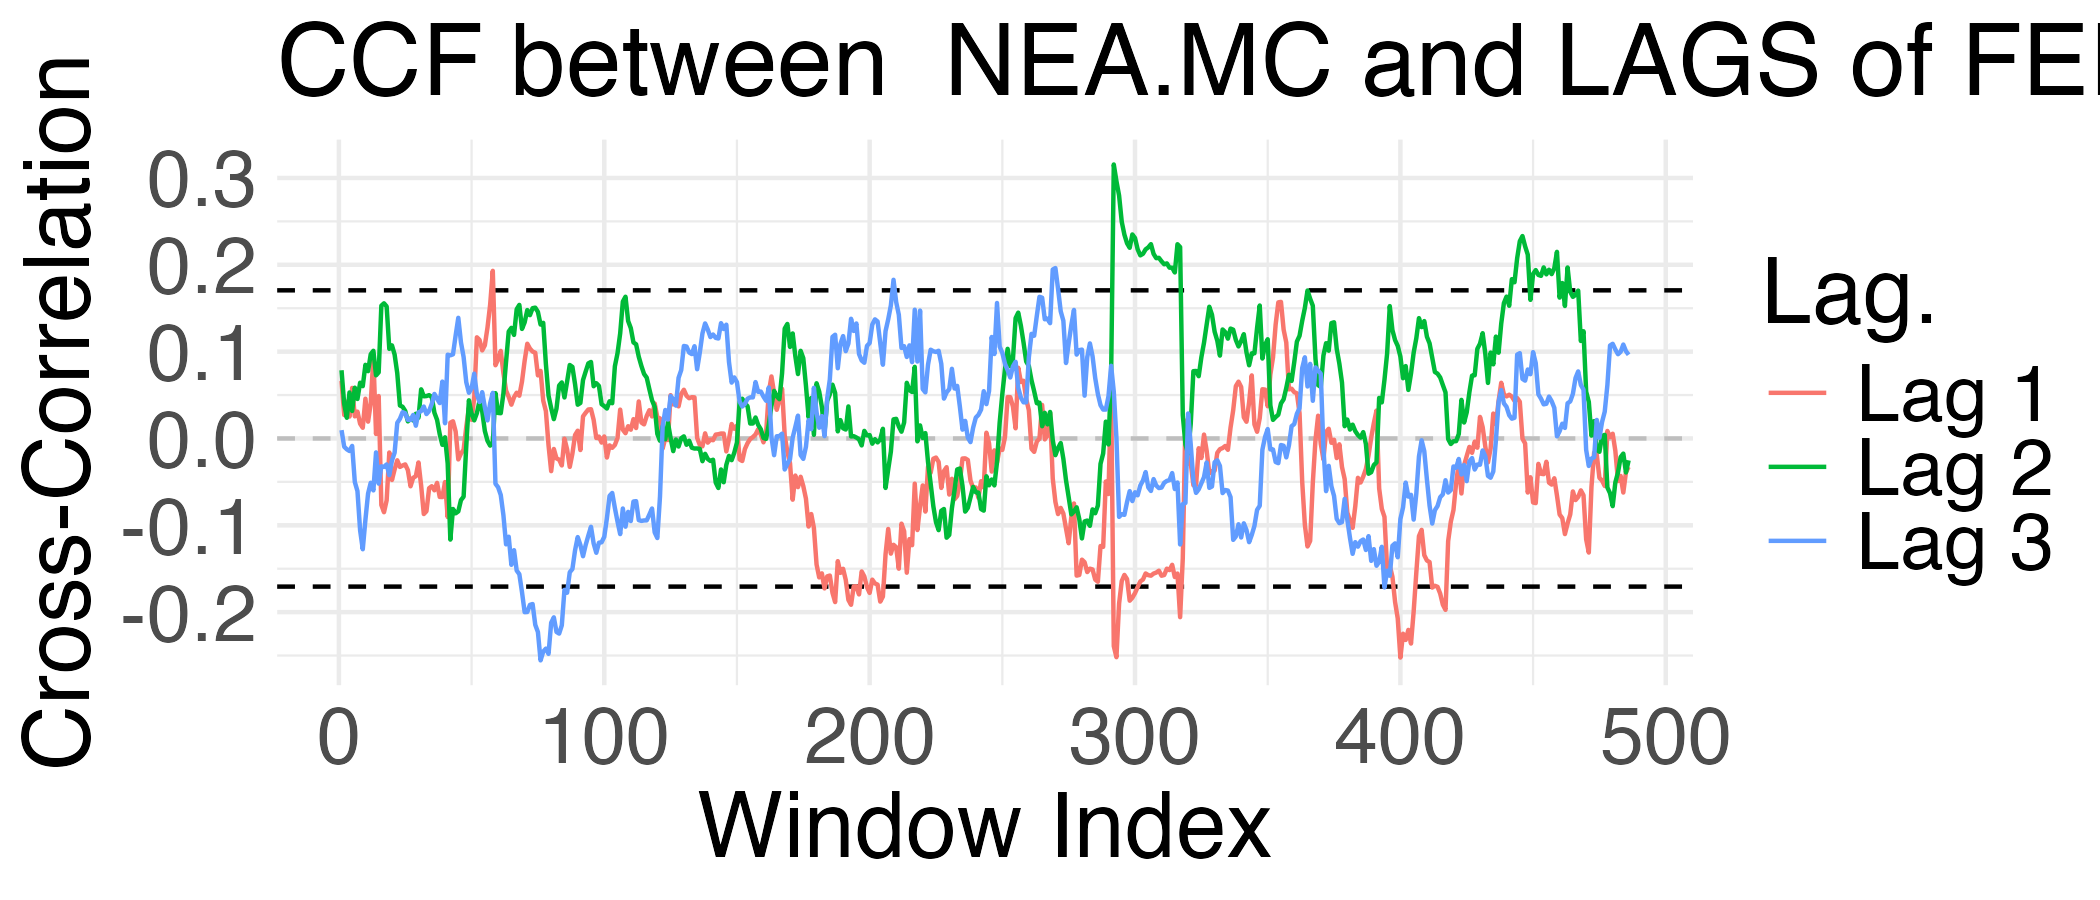 CCF between NEA.MC and LAGS of FE
Cross-Correlation
0.3
0.2
0.1
0.0
-0.1
-0.2
0
100
200
300
400
500
Window Index
Lag.
Lag 1
Lag 2
Lag 3